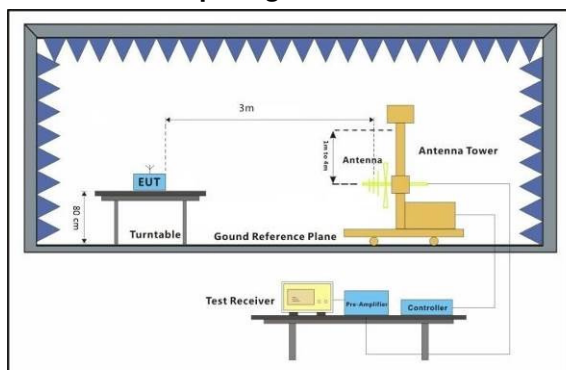 3m
1m to 4m
Antenna
Antenna Tower
EUT
80 cm
Turntable
Gound Reference Plane
Test Receiver
Pre-Amplifier
Controller